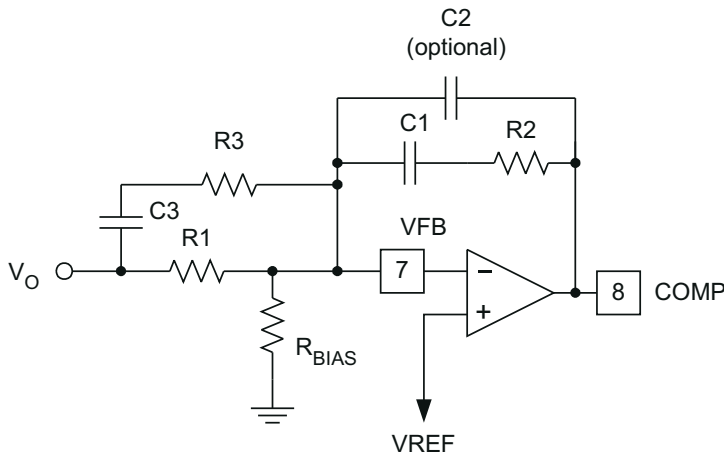 C2
(optional)
C1
R2
R3
C3
R1
VFB
VO
7
−
+
8
COMP
RBIAS
VREF